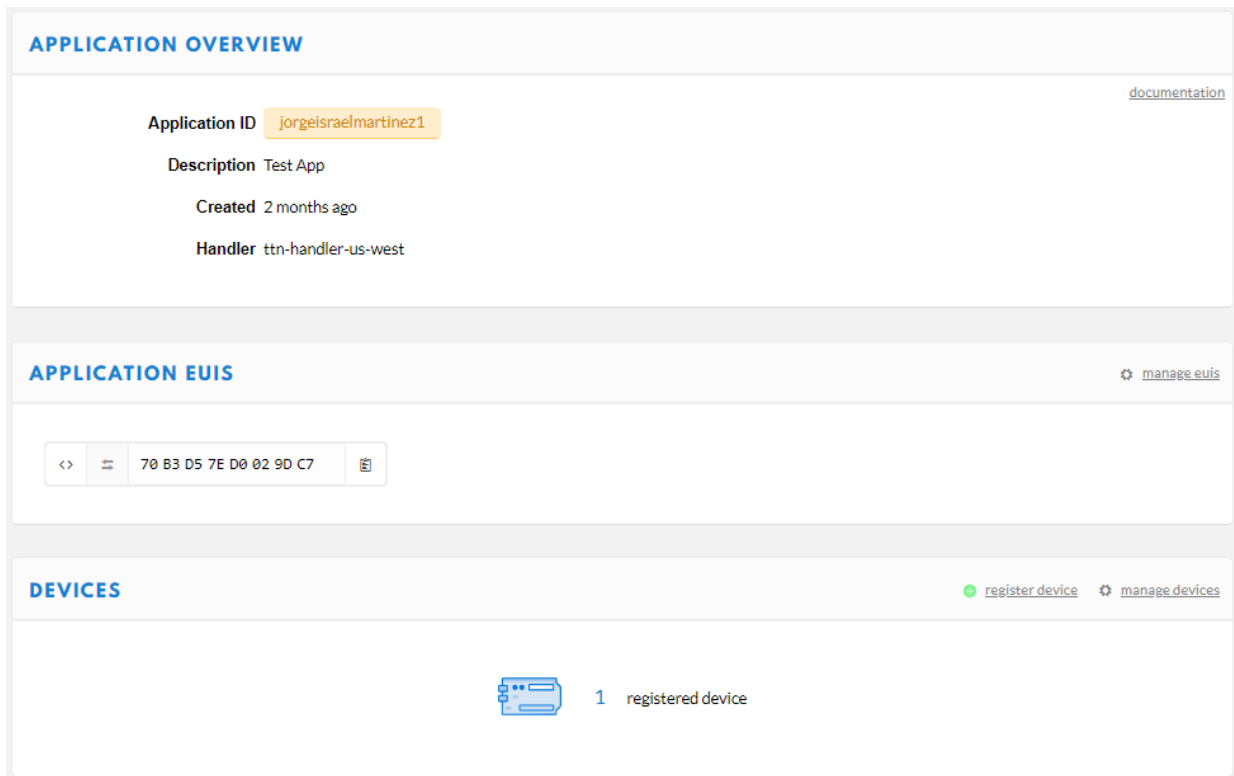 APPLICATION OVERVIEW
documentation
Application ID jorgeisraelmartinez1
Description Test App
Created 2 months ago
Handler ttn-handler-us-west
APPLICATION EUIS
manage euis
<> 70 B3 D5 7E D0 02 9D C7
DEVICES
register device manage devices
1 registered device